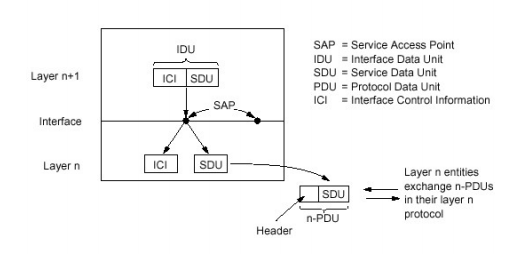 IDU
ICI SDU
Layer n+1
SAP
Interface
Layer n
ICI
SDU
SDU
n-PDU
Header
SAP = Service Access Point
IDU = Interface Data Unit
SDU = Service Data Unit
PDU = Protocol Data Unit
ICI = Interface Control Information
Layer n entities
exchange n-PDUs
in their layer n
protocol